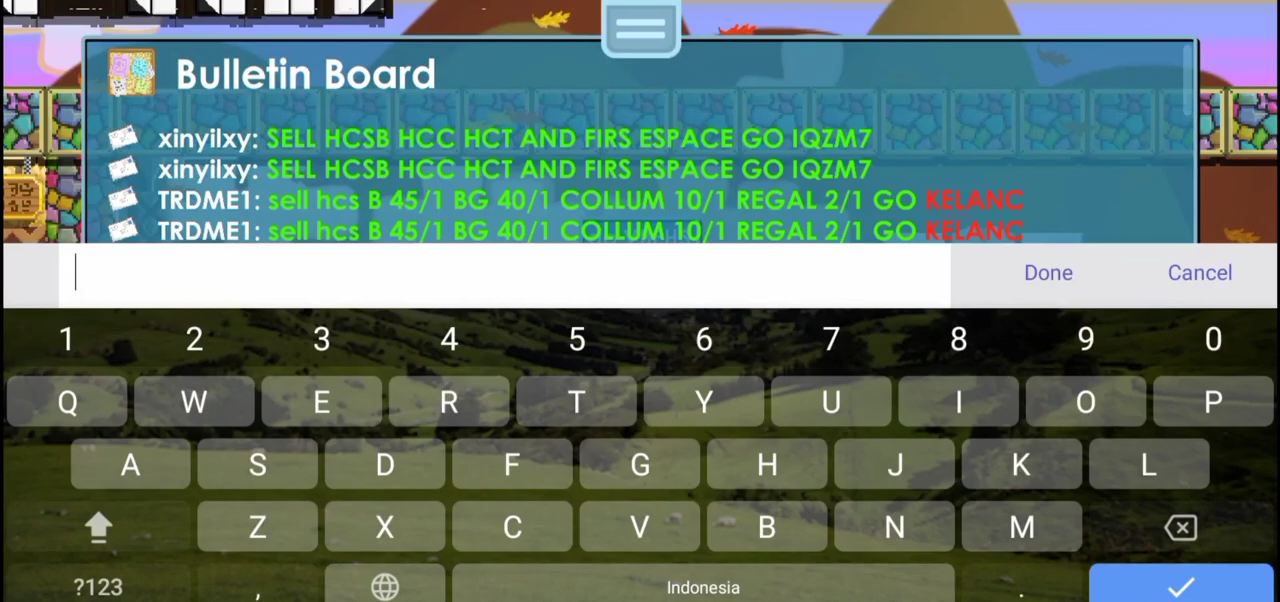 Bulletin Board
xinyilxy: SELL HCSB HCC HCT AND FIRS ESPACE GO IQZM7
xinyilxy: SELL HCSB HCC HCT AND FIRS ESPACE GO IQZM7
TRDME1: sell hcs B 45/1 BG 40/1 COLLUM 10/1 REGAL 2/1 GO KELANC
TRDME1: sell hcs B 45/1 BG 40/1 COLLUM 10/1 REGAL 2/1 GO KELANC
Done Cancel
1 2 3 4 5 6 7 8 9 0
Q W E R T Y U I O P
A S D F G H J K L
Z X C V B N M
?123 , Indonesia .